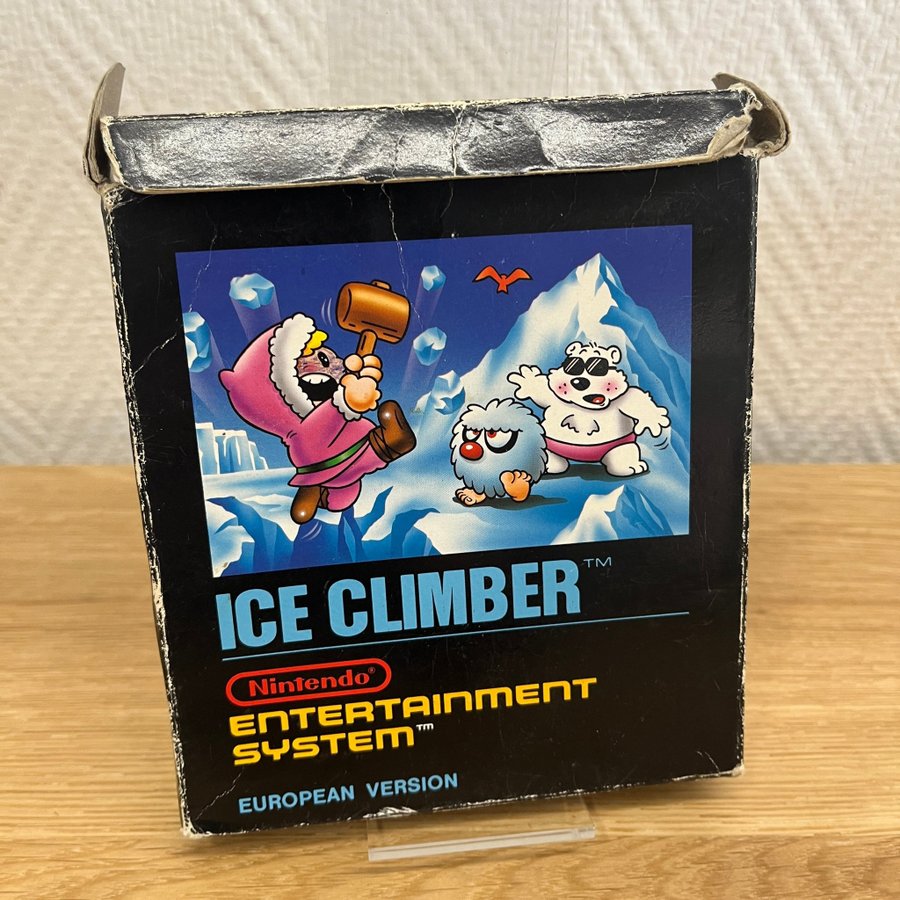 ICE CLIMBER™
Nintendo®
ENTERTAINMENT
SYSTEM™
EUROPEAN VERSION